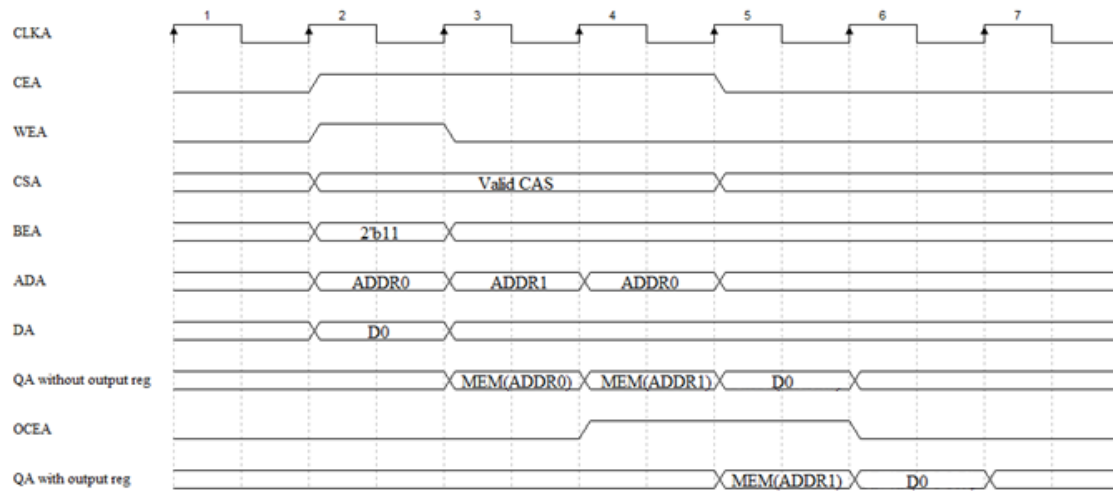 1 2 3 4 5 6 7
CLKA
CEA
WEA
CSA Valid CAS
BEA 2'b11
ADA ADDR0 ADDR1 ADDR0
DA D0
QA without output reg MEM(ADDR0) MEM(ADDR1) D0
OCEA
QA with output reg MEM(ADDR1) D0